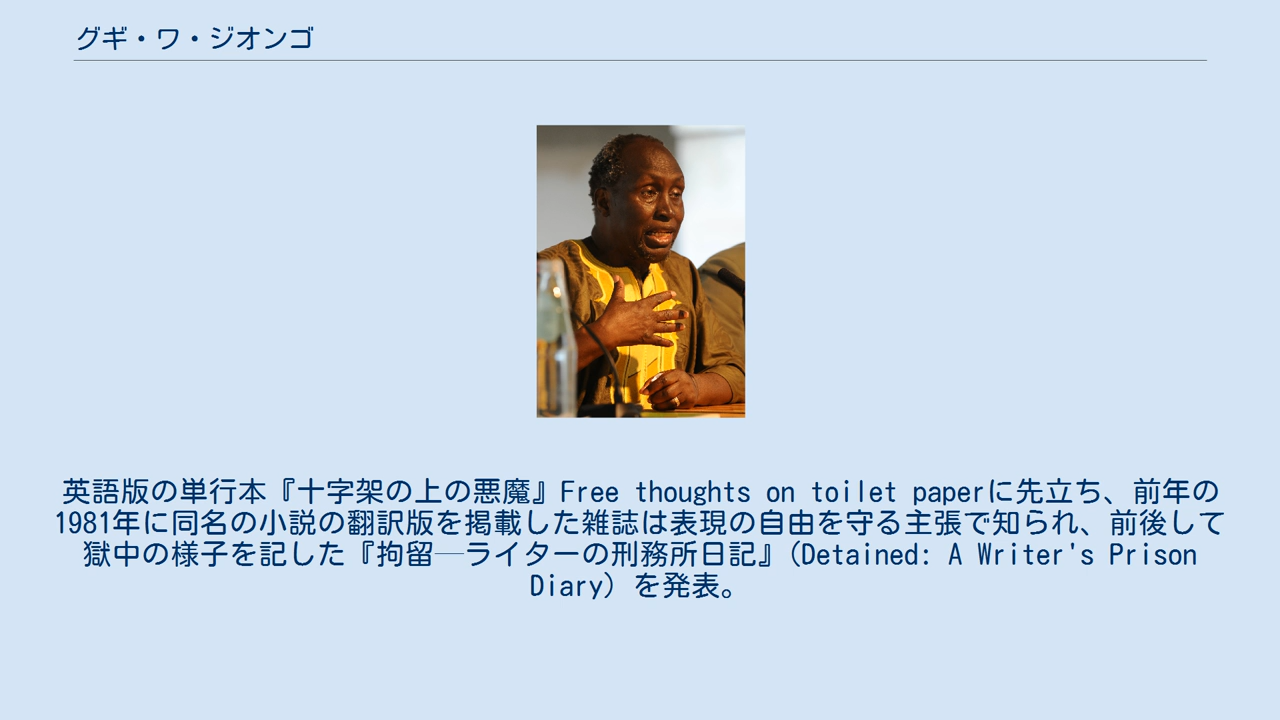 グギ・ワ・ジオンゴ
英語版の単行本『十字架の上の悪魔』Free thoughts on toilet paperに先立ち、前年の
1981年に同名の小説の翻訳版を掲載した雑誌は表現の自由を守る主張で知られ、前後して
獄中の様子を記した『拘留─ライターの刑務所日記』(Detained: A Writer's Prison
Diary) を発表。